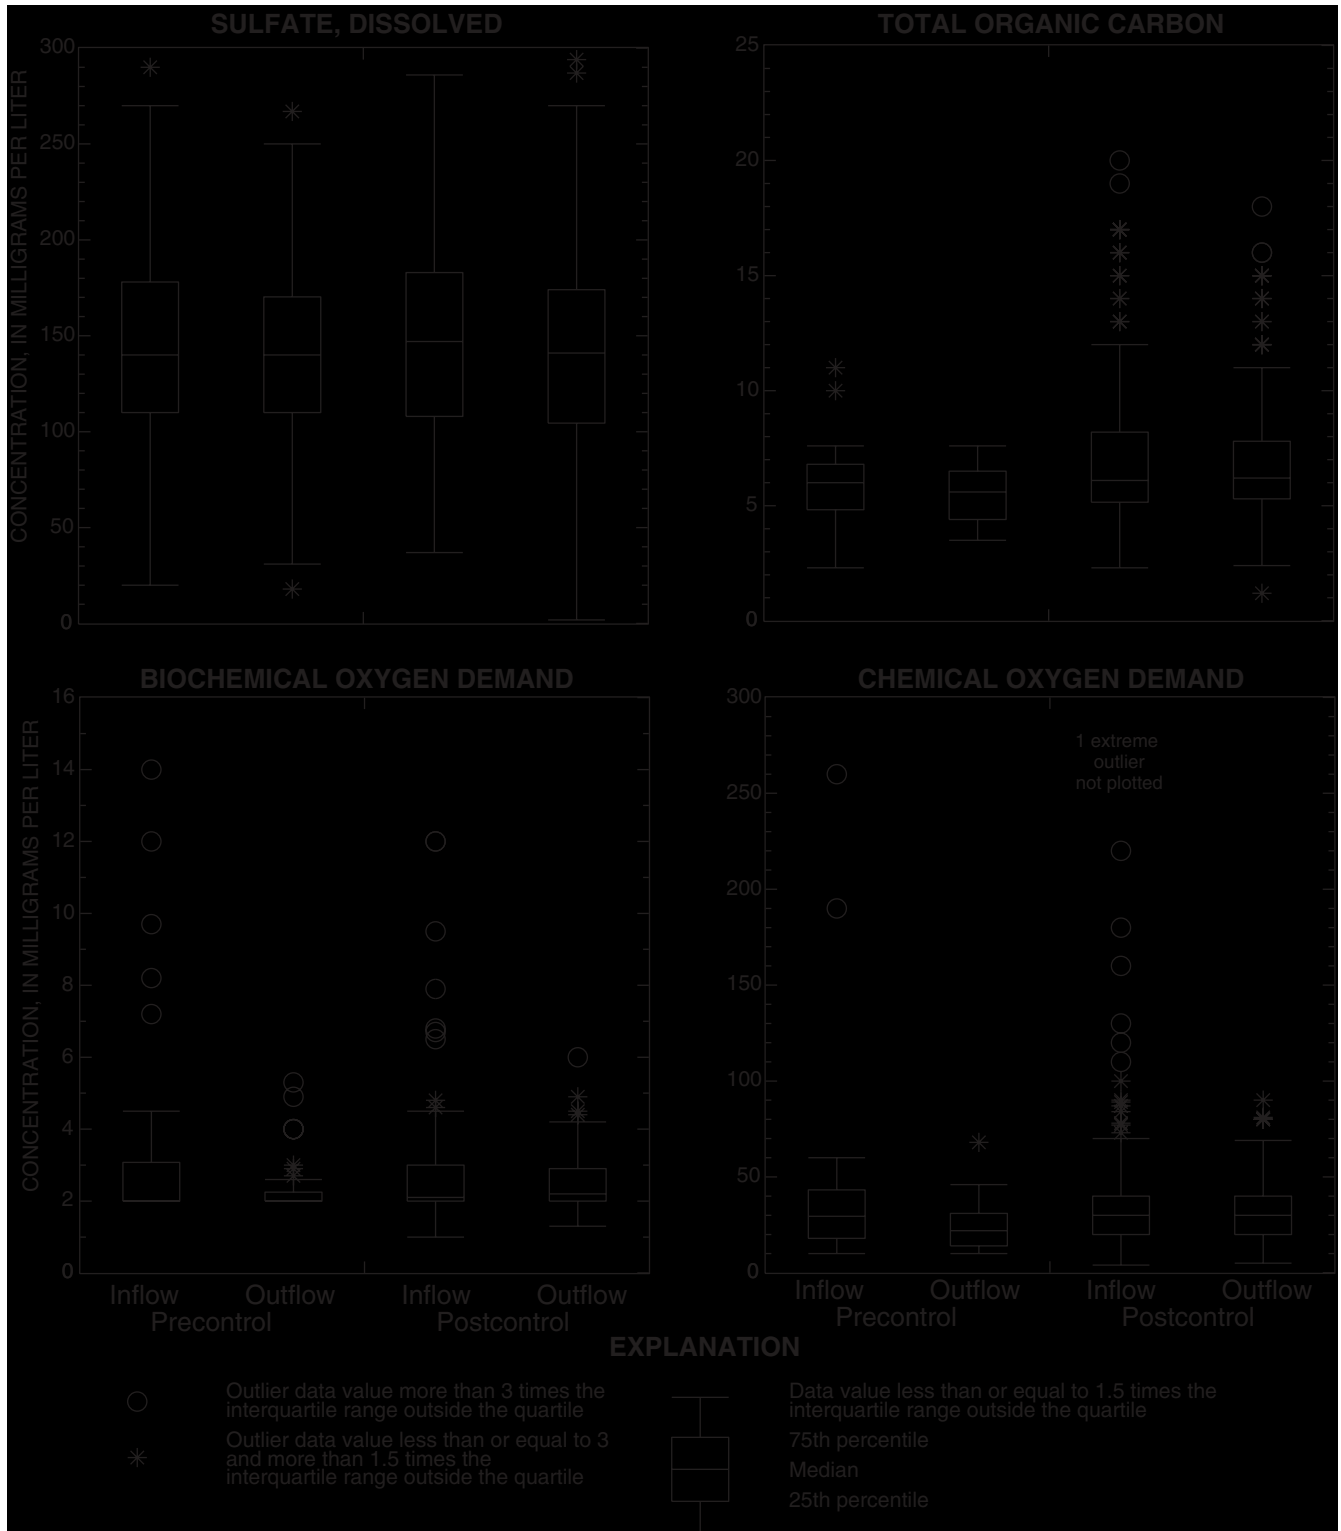 SULFATE, DISSOLVED
CONCENTRATION, IN MILLIGRAMS PER LITER
300
250
200
150
100
50
0
TOTAL ORGANIC CARBON
25
20
15
10
5
0
BIOCHEMICAL OXYGEN DEMAND
CONCENTRATION, IN MILLIGRAMS PER LITER
16
14
12
10
8
6
4
2
0
Inflow Outflow Inflow Outflow
Precontrol Postcontrol
CHEMICAL OXYGEN DEMAND
300
250
200
150
100
50
0
1 extreme
outlier
not plotted
Inflow Outflow Inflow Outflow
Precontrol Postcontrol
EXPLANATION
Outlier data value more than 3 times the
interquartile range outside the quartile
Outlier data value less than or equal to 3
and more than 1.5 times the
interquartile range outside the quartile
Data value less than or equal to 1.5 times the
interquartile range outside the quartile
75th percentile
Median
25th percentile